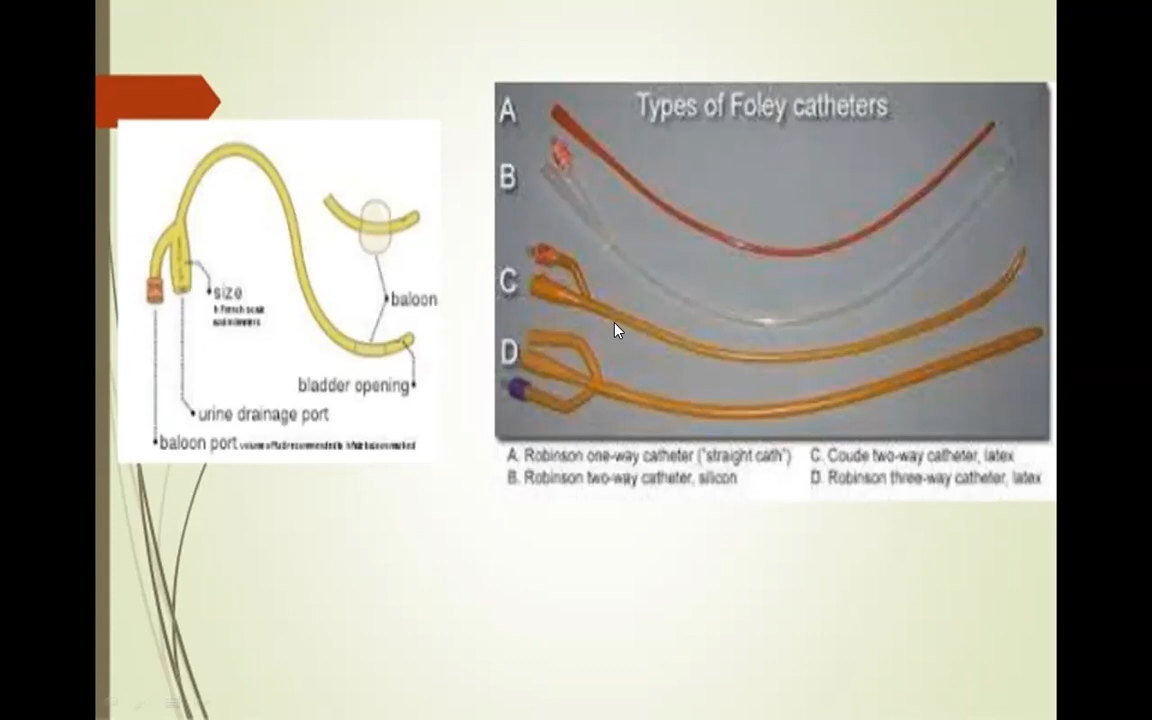 size
baloon
bladder opening
urine drainage port
baloon port
Types of Foley catheters
A
B
C
D
A. Robinson one-way catheter ("straight cath")
B. Robinson two-way catheter, silicon
C. Coude two-way catheter, latex
D. Robinson three-way catheter, latex